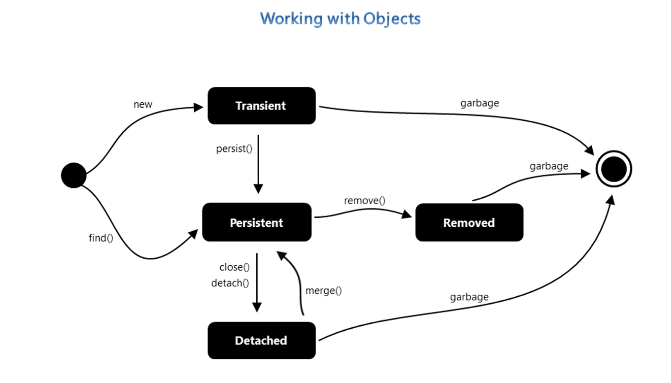 Working with Objects
new
Transient
garbage
persist()
garbage
find()
Persistent
remove()
Removed
close()
detach()
merge()
garbage
Detached